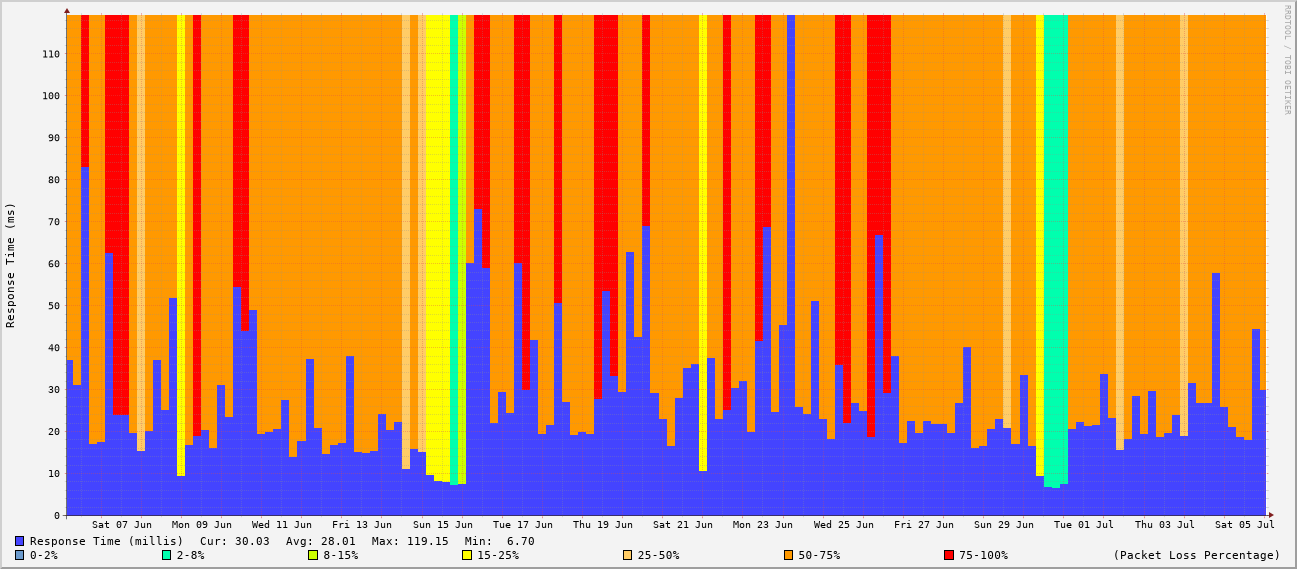 RRDTOOL / TOBI OETIKER
Response Time (ms)
110
100
90
80
70
60
50
40
30
20
10
0
Sat 07 Jun Mon 09 Jun Wed 11 Jun Fri 13 Jun Sun 15 Jun Tue 17 Jun Thu 19 Jun Sat 21 Jun Mon 23 Jun Wed 25 Jun Fri 27 Jun Sun 29 Jun Tue 01 Jul Thu 03 Jul Sat 05 Jul
Response Time (millis) Cur: 30.03 Avg: 28.01 Max: 119.15 Min: 6.70
0-2% 2-8% 8-15% 15-25% 25-50% 50-75% 75-100% (Packet Loss Percentage)